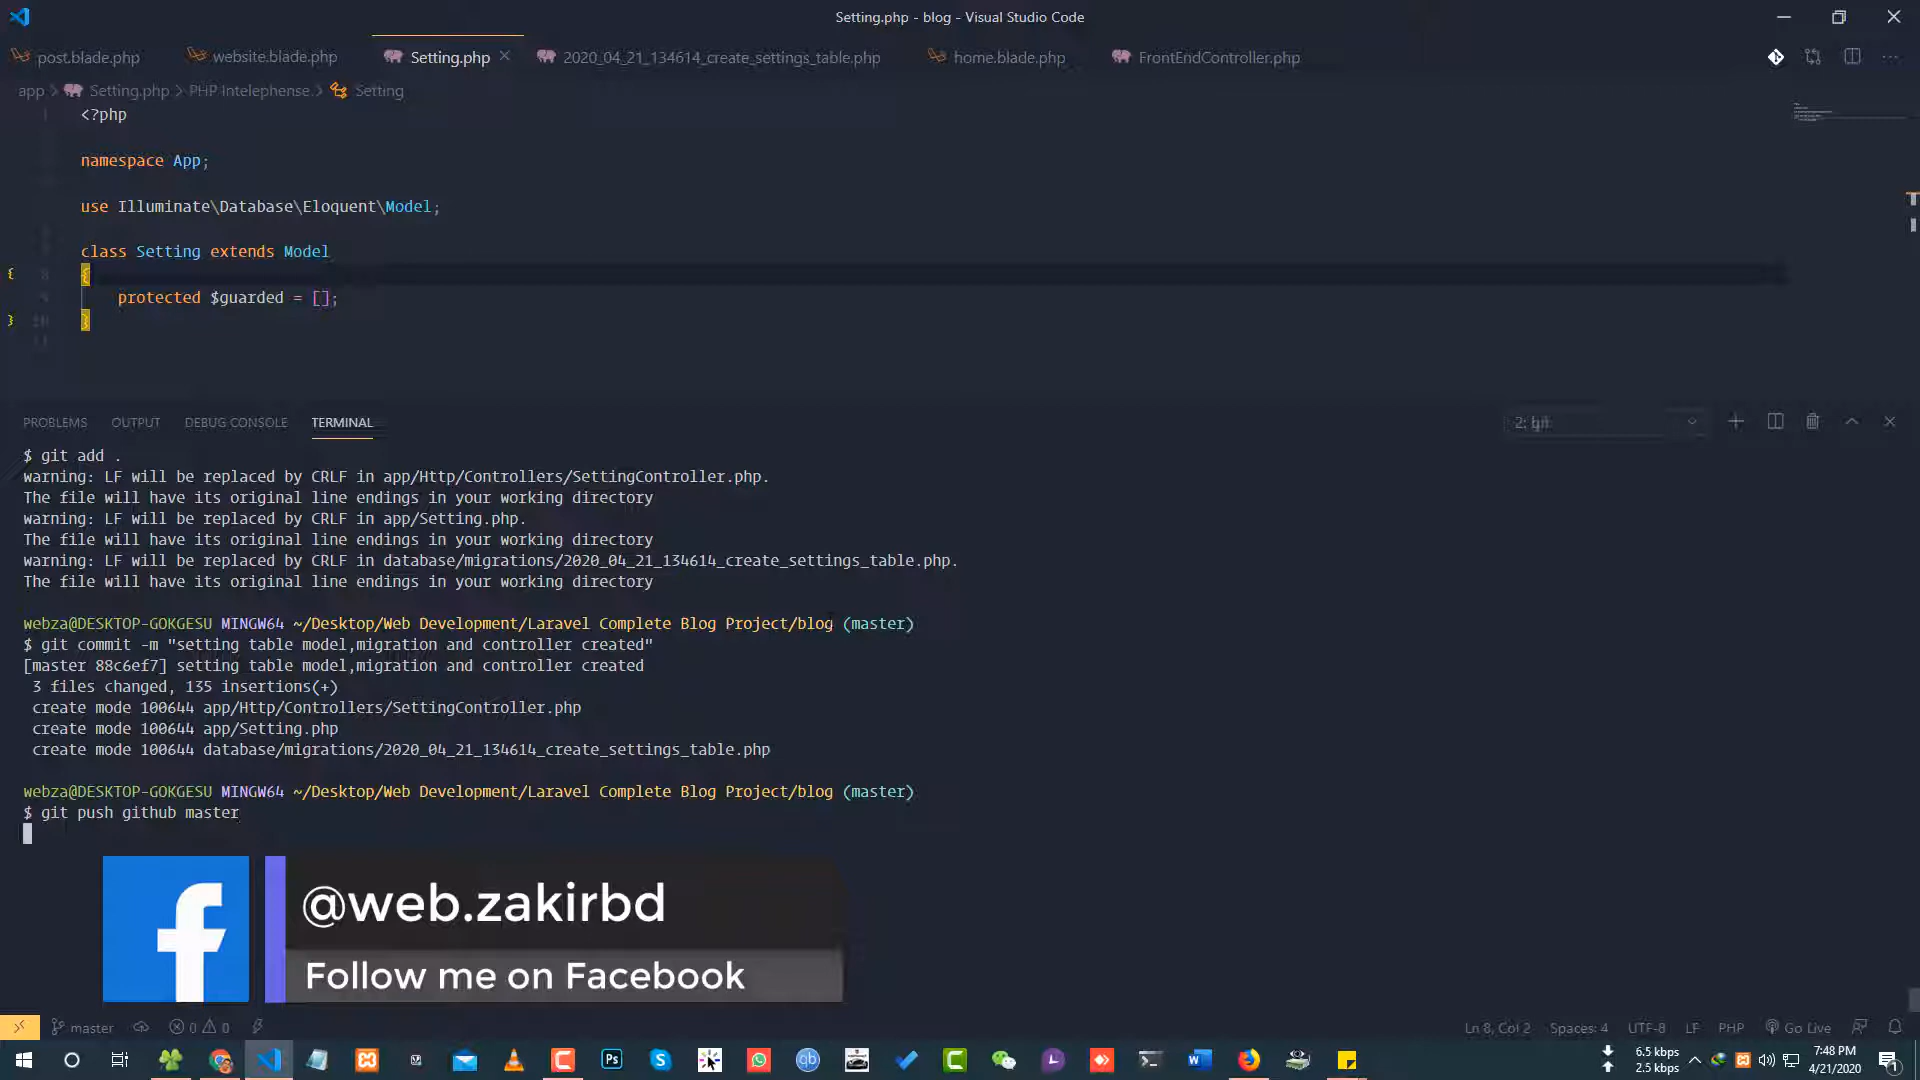 Setting.php - blog - Visual Studio Code
post.blade.php website.blade.php Setting.php 2020_04_21_134614_create_settings_table.php home.blade.php FrontEndController.php
app > Setting.php > PHP Intelephense > Setting
1 <?php
namespace App;
use Illuminate\Database\Eloquent\Model;
class Setting extends Model
8 {
9 protected $guarded = [];
10 }
11
PROBLEMS OUTPUT DEBUG CONSOLE TERMINAL
$ git add .
warning: LF will be replaced by CRLF in app/Http/Controllers/SettingController.php.
The file will have its original line endings in your working directory
warning: LF will be replaced by CRLF in app/Setting.php.
The file will have its original line endings in your working directory
warning: LF will be replaced by CRLF in database/migrations/2020_04_21_134614_create_settings_table.php.
The file will have its original line endings in your working directory
webza@DESKTOP-GOKGESU MINGW64 ~/Desktop/Web Development/Laravel Complete Blog Project/blog (master)
$ git commit -m "setting table model,migration and controller created"
[master 88c6ef7] setting table model,migration and controller created
3 files changed, 135 insertions(+)
create mode 100644 app/Http/Controllers/SettingController.php
create mode 100644 app/Setting.php
create mode 100644 database/migrations/2020_04_21_134614_create_settings_table.php
webza@DESKTOP-GOKGESU MINGW64 ~/Desktop/Web Development/Laravel Complete Blog Project/blog (master)
$ git push github master
@web.zakirbd
Follow me on Facebook
master 0 0 Ln 8, Col 2 Spaces: 4 UTF-8 LF PHP Go Live
Ps qb
6.5 kbps
2.5 kbps
7:48 PM
4/21/2020
1